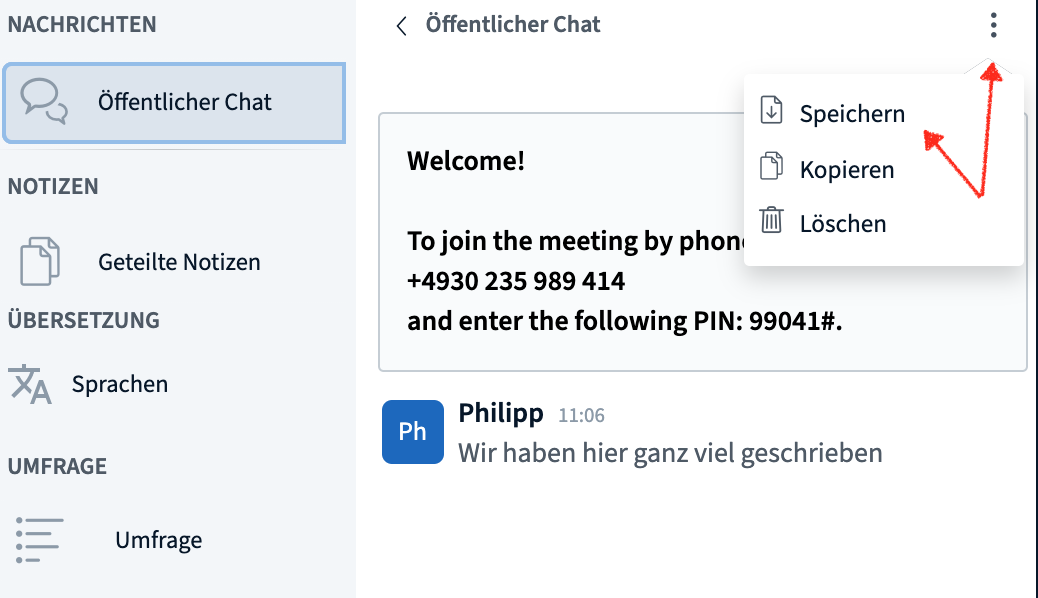 NACHRICHTEN
Öffentlicher Chat
NOTIZEN
Geteilte Notizen
ÜBERSETZUNG
Sprachen
UMFRAGE
Umfrage
Öffentlicher Chat
Speichern
Kopieren
Löschen
Welcome!
To join the meeting by phone
+4930 235 989 414
and enter the following PIN: 99041#.
Ph
Philipp 11:06
Wir haben hier ganz viel geschrieben